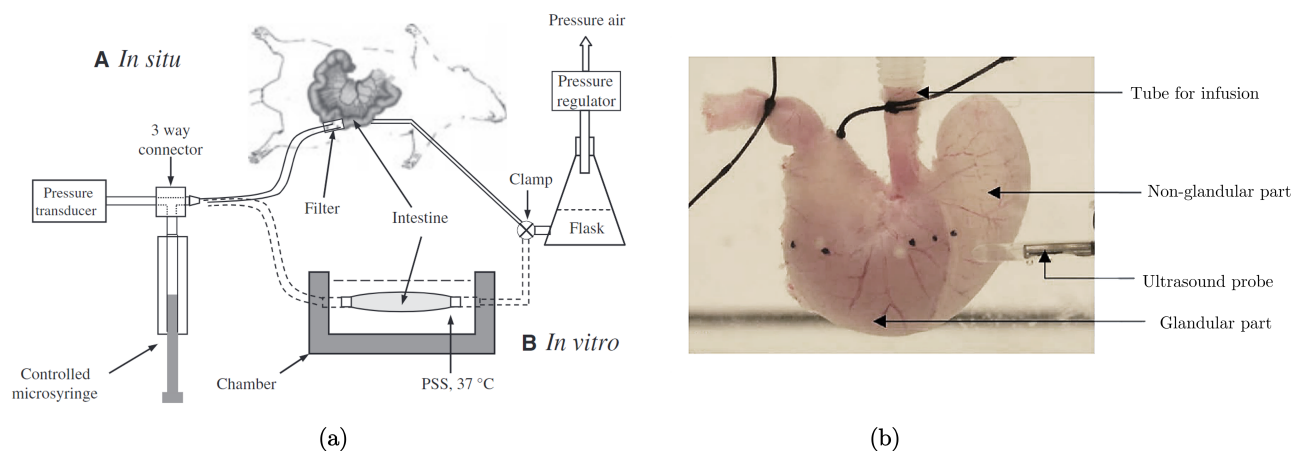 Pressure air
A In situ
Pressure
regulator
3 way
connector
Clamp
Pressure
transducer
Filter
Intestine
Flask
B In vitro
Controlled
microsyringe
Chamber
PSS, 37 °C
(a)
Tube for infusion
Non-glandular part
Ultrasound probe
Glandular part
(b)